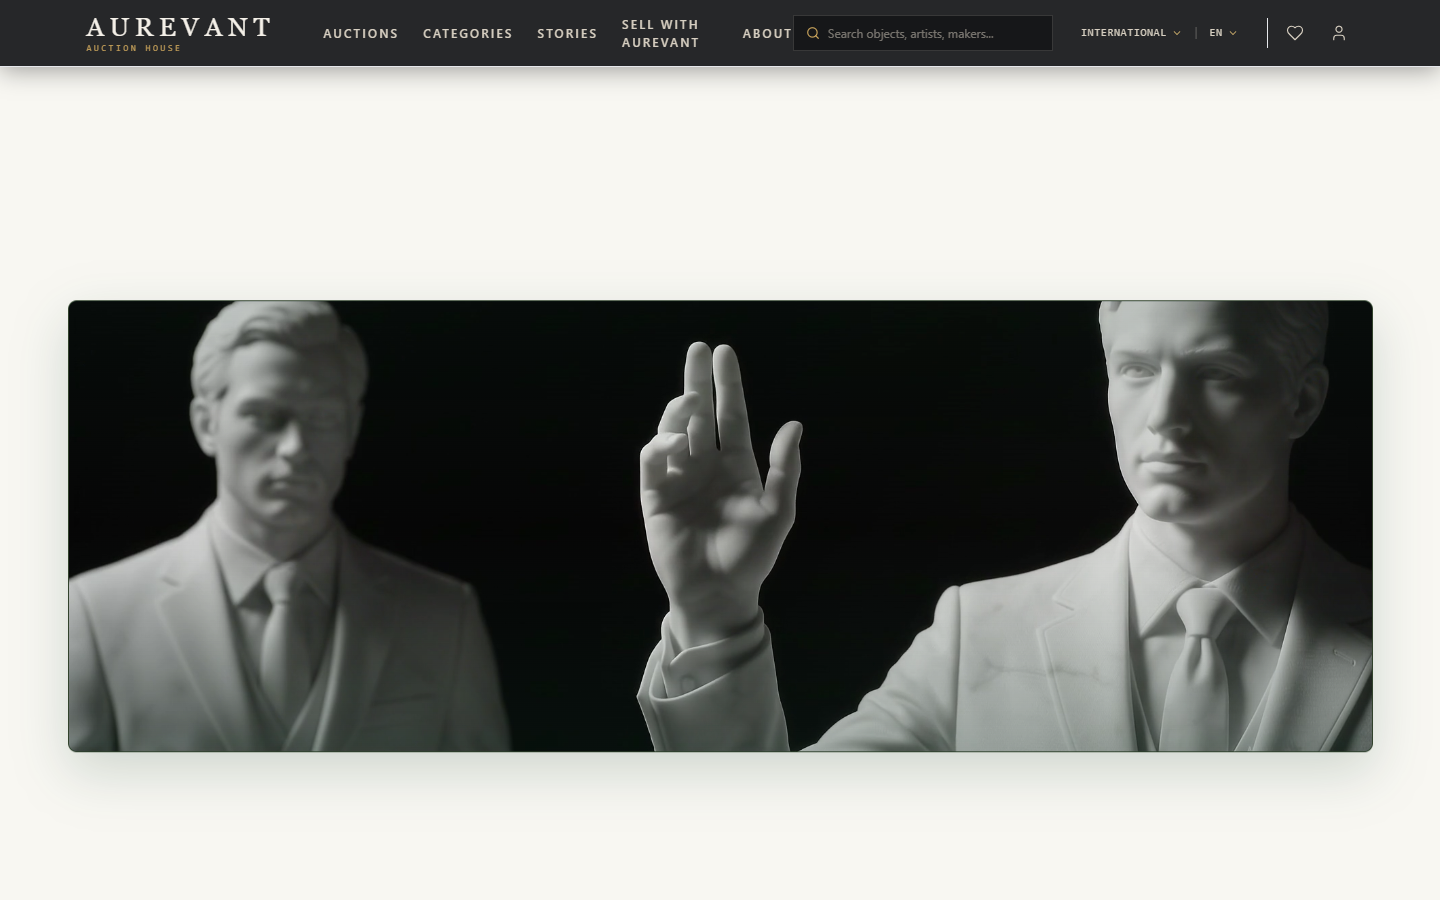 AUREVANT
AUCTION HOUSE
AUCTIONS
CATEGORIES
STORIES
SELL WITH
AUREVANT
ABOUT
Search objects, artists, makers...
INTERNATIONAL
EN